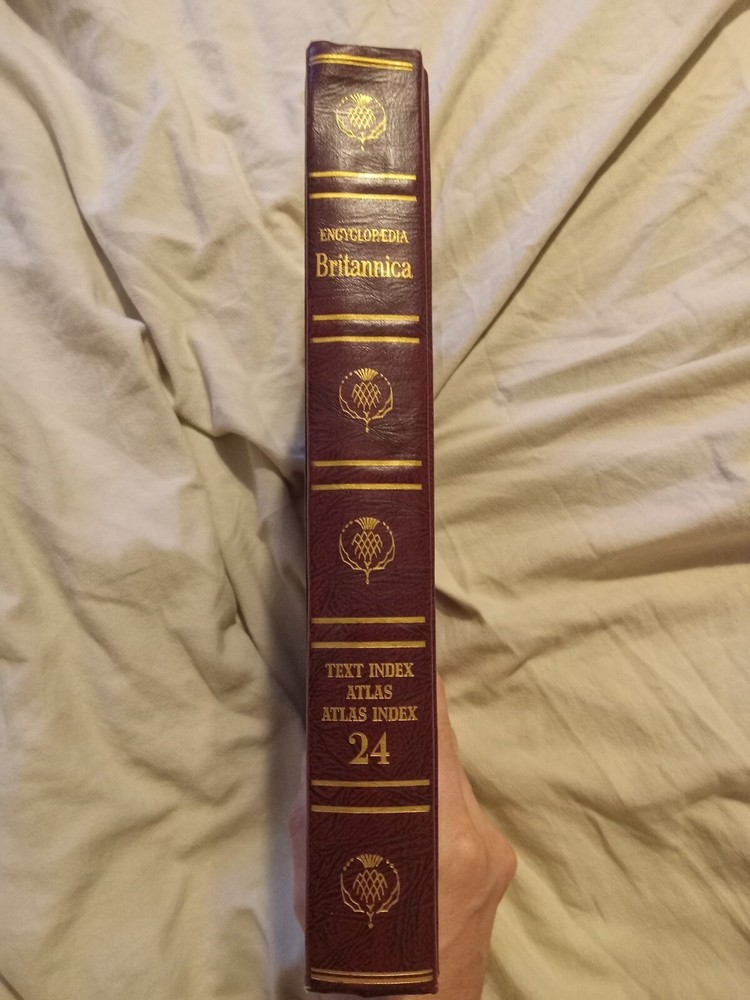 ENCYCLOPÆDIA
Britannica
TEXT INDEX
ATLAS
ATLAS INDEX
24